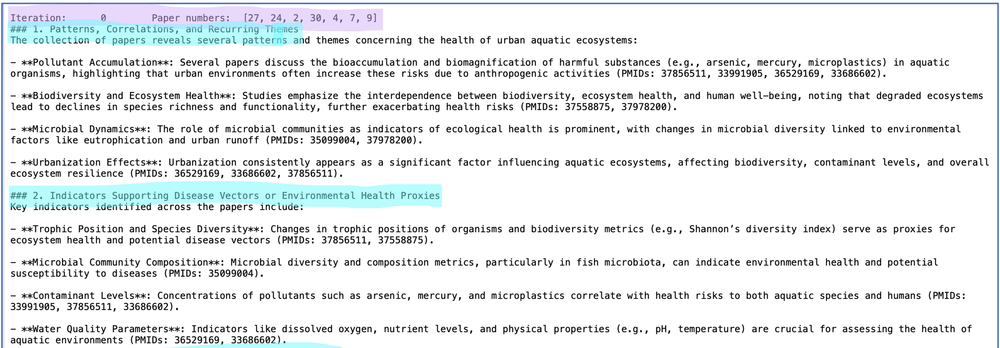 Iteration:      0        Paper numbers:  [27, 24, 2, 30, 4, 7, 9]
### 1. Patterns, Correlations, and Recurring Themes
The collection of papers reveals several patterns and themes concerning the health of urban aquatic ecosystems:
– **Pollutant Accumulation**: Several papers discuss the bioaccumulation and biomagnification of harmful substances (e.g., arsenic, mercury, microplastics) in aquatic
organisms, highlighting that urban environments often increase these risks due to anthropogenic activities (PMIDs: 37856511, 33991905, 36529169, 33686602).
– **Biodiversity and Ecosystem Health**: Studies emphasize the interdependence between biodiversity, ecosystem health, and human well–being, noting that degraded ecosystems
lead to declines in species richness and functionality, further exacerbating health risks (PMIDs: 37558875, 37978200).
– **Microbial Dynamics**: The role of microbial communities as indicators of ecological health is prominent, with changes in microbial diversity linked to environmental
factors like eutrophication and urban runoff (PMIDs: 35099004, 37978200).
– **Urbanization Effects**: Urbanization consistently appears as a significant factor influencing aquatic ecosystems, affecting biodiversity, contaminant levels, and overall
ecosystem resilience (PMIDs: 36529169, 33686602, 37856511).
### 2. Indicators Supporting Disease Vectors or Environmental Health Proxies
Key indicators identified across the papers include:
– **Trophic Position and Species Diversity**: Changes in trophic positions of organisms and biodiversity metrics (e.g., Shannon’s diversity index) serve as proxies for
ecosystem health and potential disease vectors (PMIDs: 37856511, 37558875).
– **Microbial Community Composition**: Microbial diversity and composition metrics, particularly in fish microbiota, can indicate environmental health and potential
susceptibility to diseases (PMIDs: 35099004).
– **Contaminant Levels**: Concentrations of pollutants such as arsenic, mercury, and microplastics correlate with health risks to both aquatic species and humans (PMIDs:
33991905, 37856511, 33686602).
– **Water Quality Parameters**: Indicators like dissolved oxygen, nutrient levels, and physical properties (e.g., pH, temperature) are crucial for assessing the health of
aquatic environments (PMIDs: 36529169, 33686602).